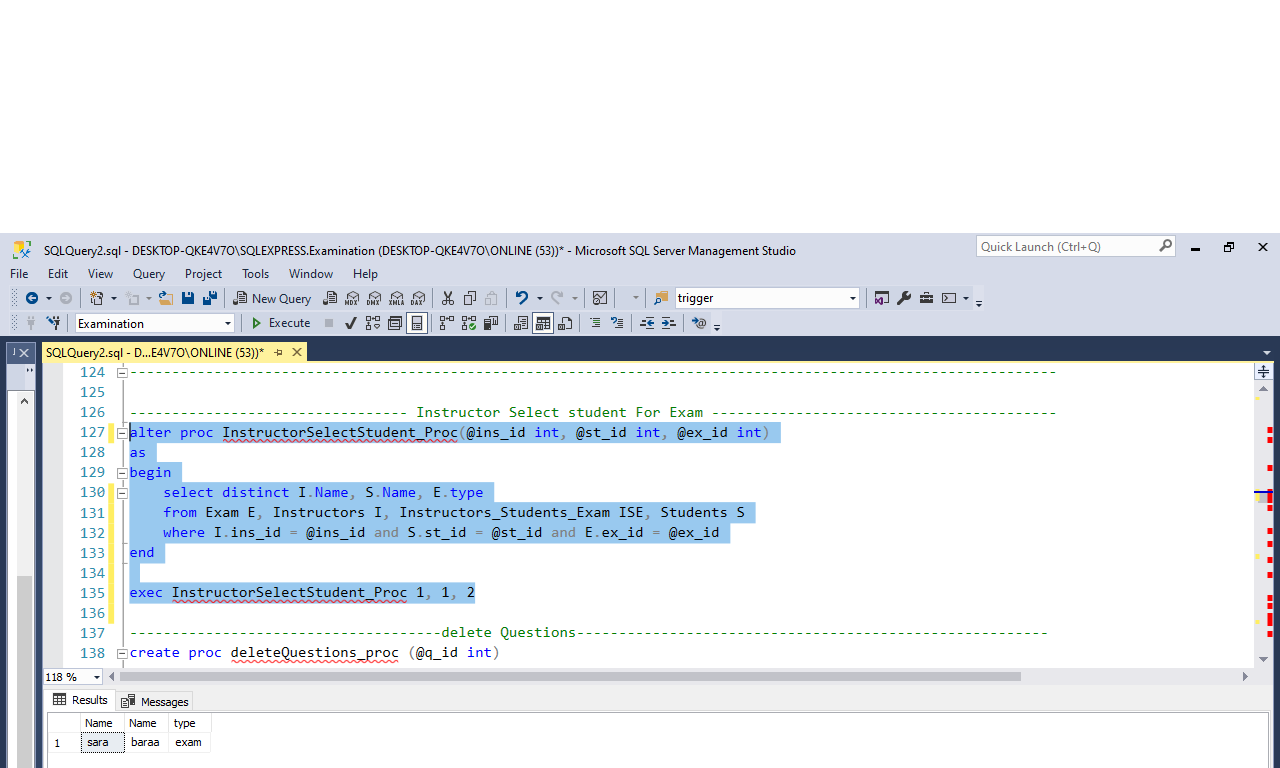 SQLQuery2.sql - DESKTOP-QKE4V7O\SQLEXPRESS.Examination (DESKTOP-QKE4V7O\ONLINE (53))* - Microsoft SQL Server Management Studio
Quick Launch (Ctrl+Q)
File Edit View Query Project Tools Window Help
New Query MDX DMX XMLA DAX trigger
Examination Execute
SQLQuery2.sql - D...E4V7O\ONLINE (53))*
124 --------------------------------------------------------------------------------------------------------------
125
126 --------------------------------- Instructor Select student For Exam -----------------------------------------
127 alter proc InstructorSelectStudent_Proc(@ins_id int, @st_id int, @ex_id int)
128 as
129 begin
130 select distinct I.Name, S.Name, E.type
131 from Exam E, Instructors I, Instructors_Students_Exam ISE, Students S
132 where I.ins_id = @ins_id and S.st_id = @st_id and E.ex_id = @ex_id
133 end
134
135 exec InstructorSelectStudent_Proc 1, 1, 2
136
137 -------------------------------------delete Questions--------------------------------------------------------
138 create proc deleteQuestions_proc (@q_id int)
118 %
Results Messages
Name Name type
1 sara baraa exam